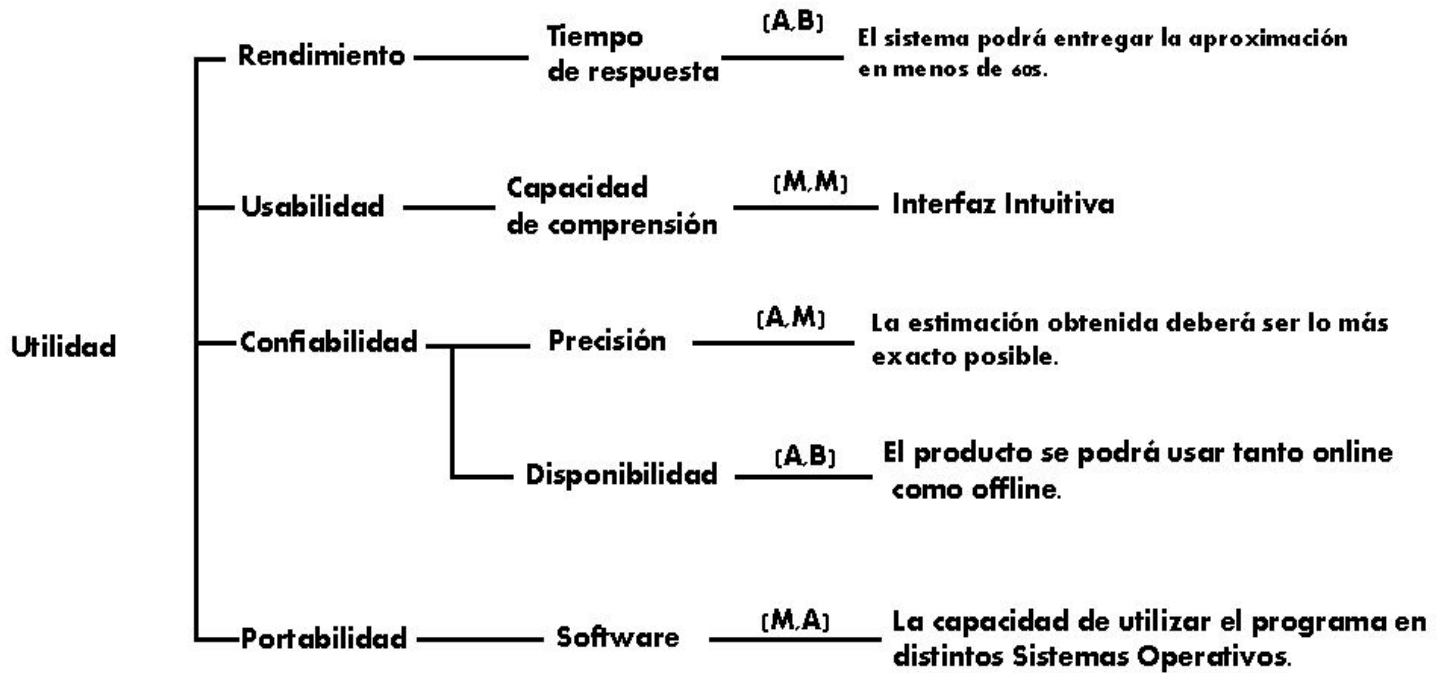 Rendimiento
Tiempo
de respuesta
(A,B)
El sistema podrá entregar la aproximación
en menos de 60s.
Usabilidad
Capacidad
de comprensión
(M,M)
Interfaz Intuitiva
Utilidad
Confiabilidad
Precisión
(A,M)
La estimación obtenida deberá ser lo más
exacto posible.
Disponibilidad
(A,B)
El producto se podrá usar tanto online
como offline.
Portabilidad
Software
(M,A)
La capacidad de utilizar el programa en
distintos Sistemas Operativos.